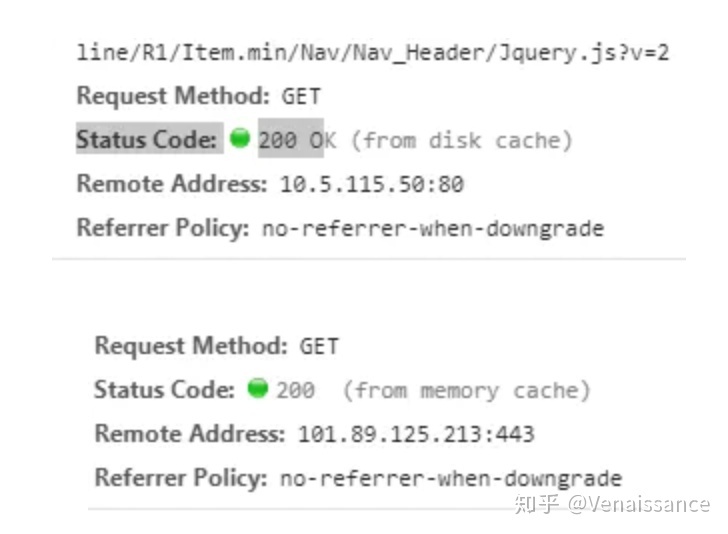 line/R1/Item.min/Nav/Nav_Header/Jquery.js?v=2
Request Method: GET
Status Code: 200 OK (from disk cache)
Remote Address: 10.5.115.50:80
Referrer Policy: no-referrer-when-downgrade
Request Method: GET
Status Code: 200 (from memory cache)
Remote Address: 101.89.125.213:443
Referrer Policy: no-referrer-when-downgrade
知乎 @Venaissance